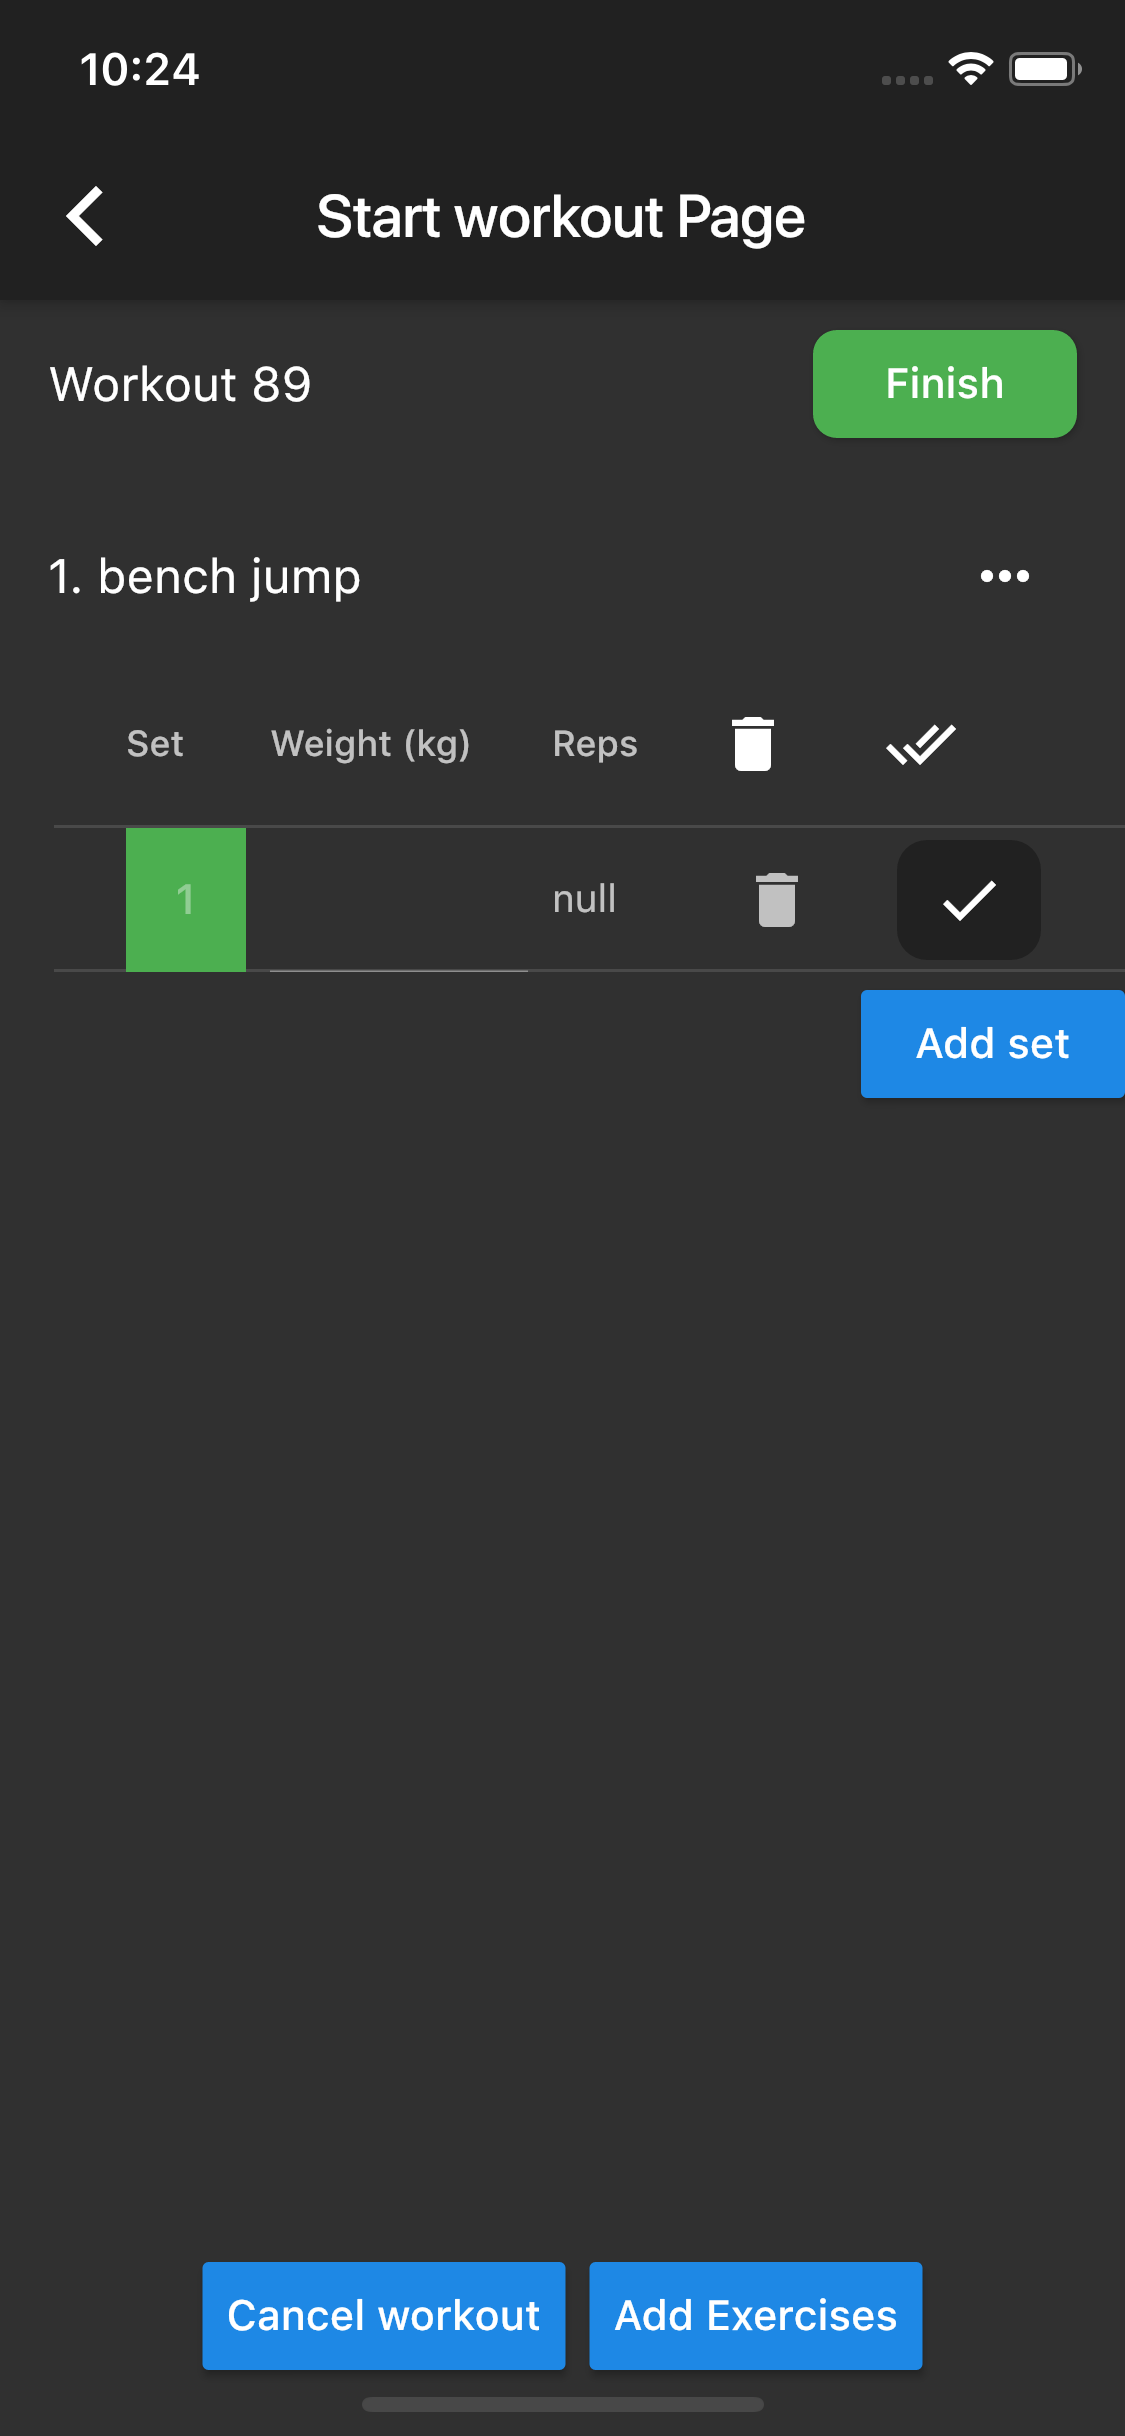 10:24
Start workout Page
Workout 89
Finish
1. bench jump
Set Weight (kg) Reps
1 null
Add set
Cancel workout Add Exercises